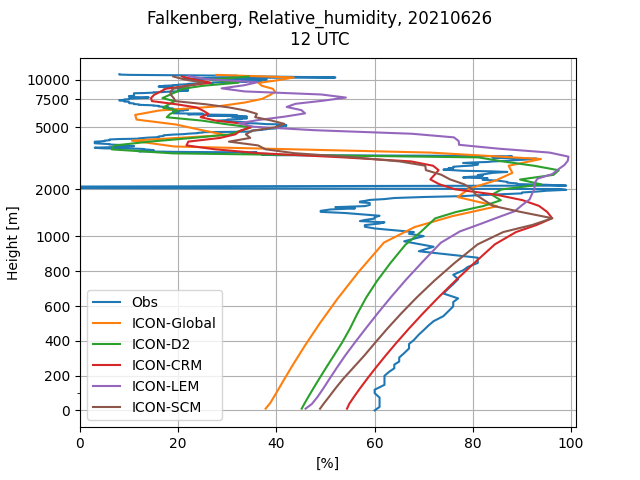 Falkenberg, Relative_humidity, 20210626
12 UTC
10000
7500
5000
2000
1000
800
600
400
200
0
Height [m]
Obs
ICON-Global
ICON-D2
ICON-CRM
ICON-LEM
ICON-SCM
0 20 40 60 80 100
[%]